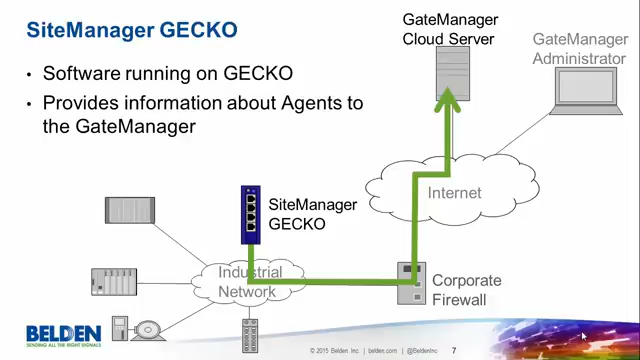 SiteManager GECKO
• Software running on GECKO
• Provides information about Agents to
the GateManager
GateManager
Cloud Server
GateManager
Administrator
Internet
SiteManager
GECKO
Industrial
Network
Corporate
Firewall
BELDEN
SENDING ALL THE RIGHT SIGNALS
© 2015 Belden Inc. | belden.com | @BeldenInc
7